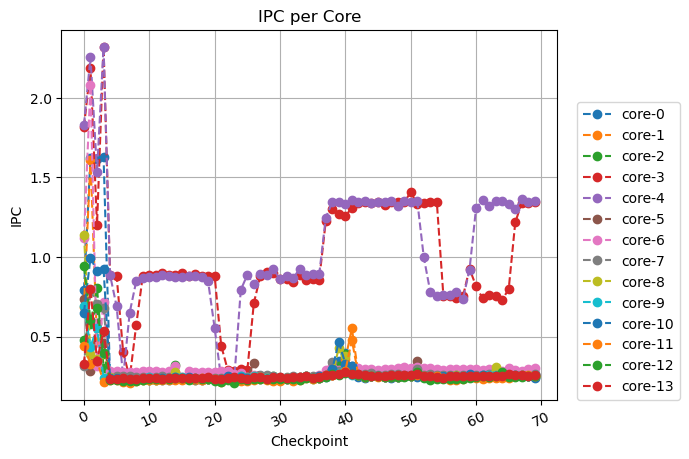 IPC per Core
IPC
2.0
1.5
1.0
0.5
0
10
20
30
40
50
60
70
Checkpoint
core-0
core-1
core-2
core-3
core-4
core-5
core-6
core-7
core-8
core-9
core-10
core-11
core-12
core-13